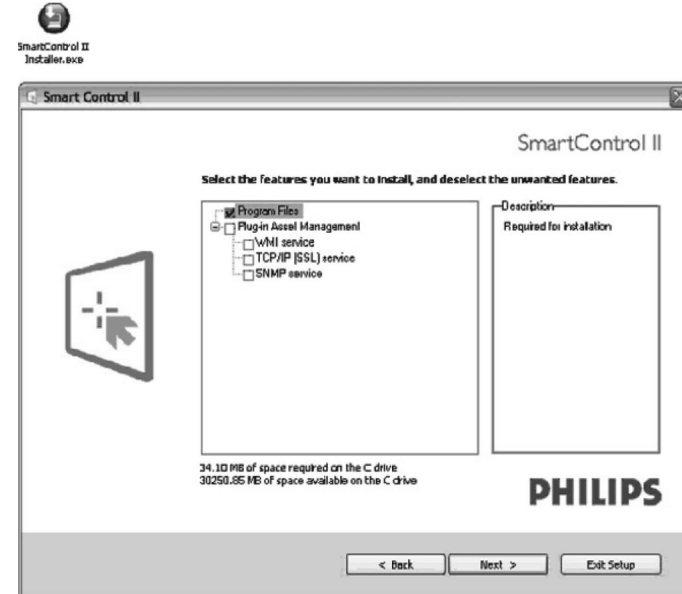 SmartControl II
Installer.exe
Smart Control II
SmartControl II
Select the features you want to install, and deselect the unwanted features.
Program Files
Plug-in Asset Management
WMI service
TCP/IP (SSL) service
SNMP service
Description
Required for installation
34.10 MB of space required on the C drive
30250.85 MB of space available on the C drive
PHILIPS
< Back
Next >
Exit Setup